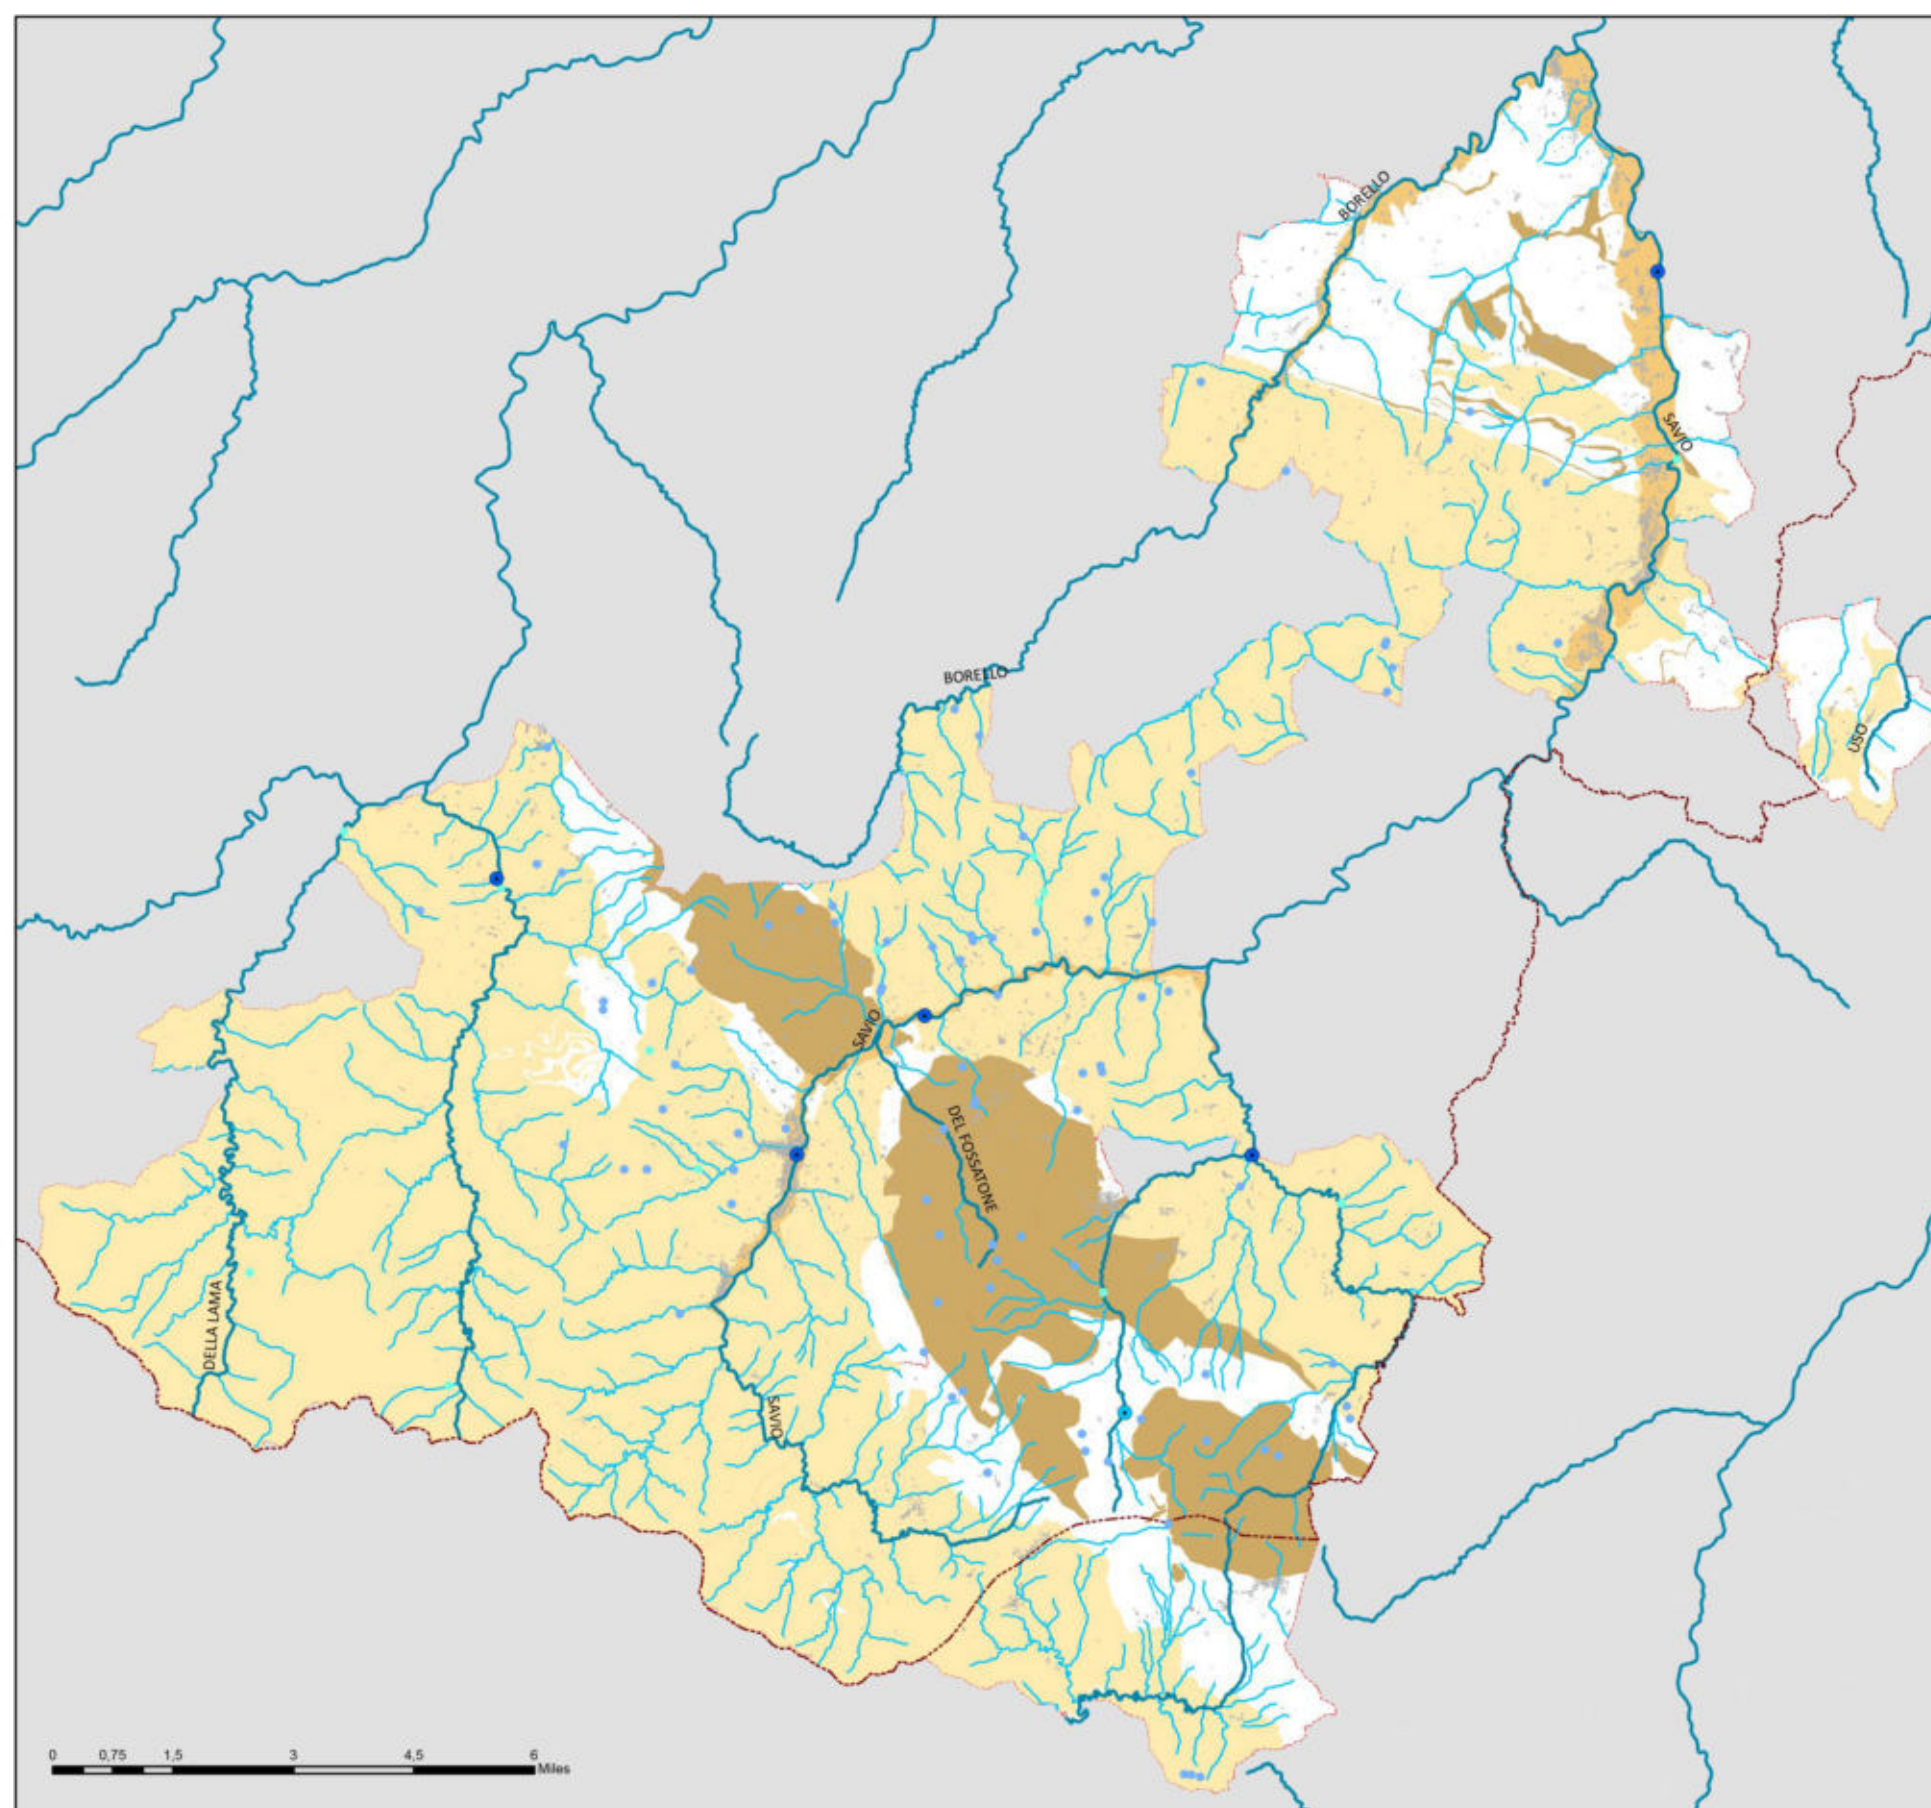 BORELLO
SAVIO
BORELLO
USO
SAVIO
DEL FOSSATONE
DELLA LAMA
SAVIO
0 0,75 1,5 3 4,5 6
Miles